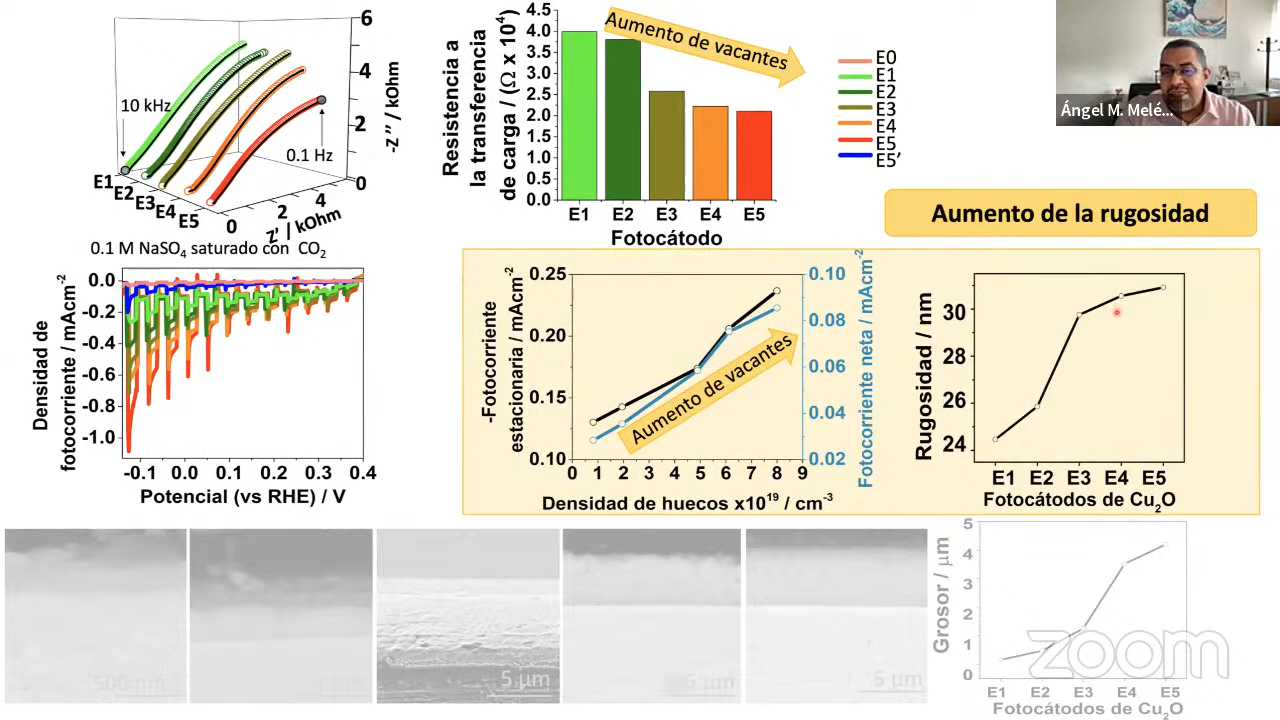 6
4
2
0
-Z'' / kOhm
10 kHz
0.1 Hz
E1
E2
E3
E4
E5
0
2
4
Z' / kOhm
0.1 M NaSO4 saturado con CO2
Resistencia a
la transferencia
de carga / (Ω x 10⁴)
4.5
4.0
3.5
3.0
2.5
2.0
1.5
1.0
0.5
0.0
Aumento de vacantes
E1 E2 E3 E4 E5
Fotocátodo
E0
E1
E2
E3
E4
E5
E5’
Ángel M. Melé...
Aumento de la rugosidad
Densidad de
fotocorriente / mAcm⁻²
0.0
-0.2
-0.4
-0.6
-0.8
-1.0
-0.1 0.0 0.1 0.2 0.3 0.4
Potencial (vs RHE) / V
-Fotocorriente
estacionaria / mAcm⁻²
0.25
0.20
0.15
0.10
Aumento de vacantes
0.10
0.08
0.06
0.04
0.02
Fotocorriente neta / mAcm⁻²
0 1 2 3 4 5 6 7 8 9
Densidad de huecos x10¹⁹ / cm⁻³
Rugosidad / nm
30
28
26
24
E1 E2 E3 E4 E5
Fotocátodos de Cu2O
500 nm
5 µm
5 µm
5 µm
Grosor / µm
5
4
3
2
1
0
E1 E2 E3 E4 E5
Fotocátodos de Cu2O
zoom